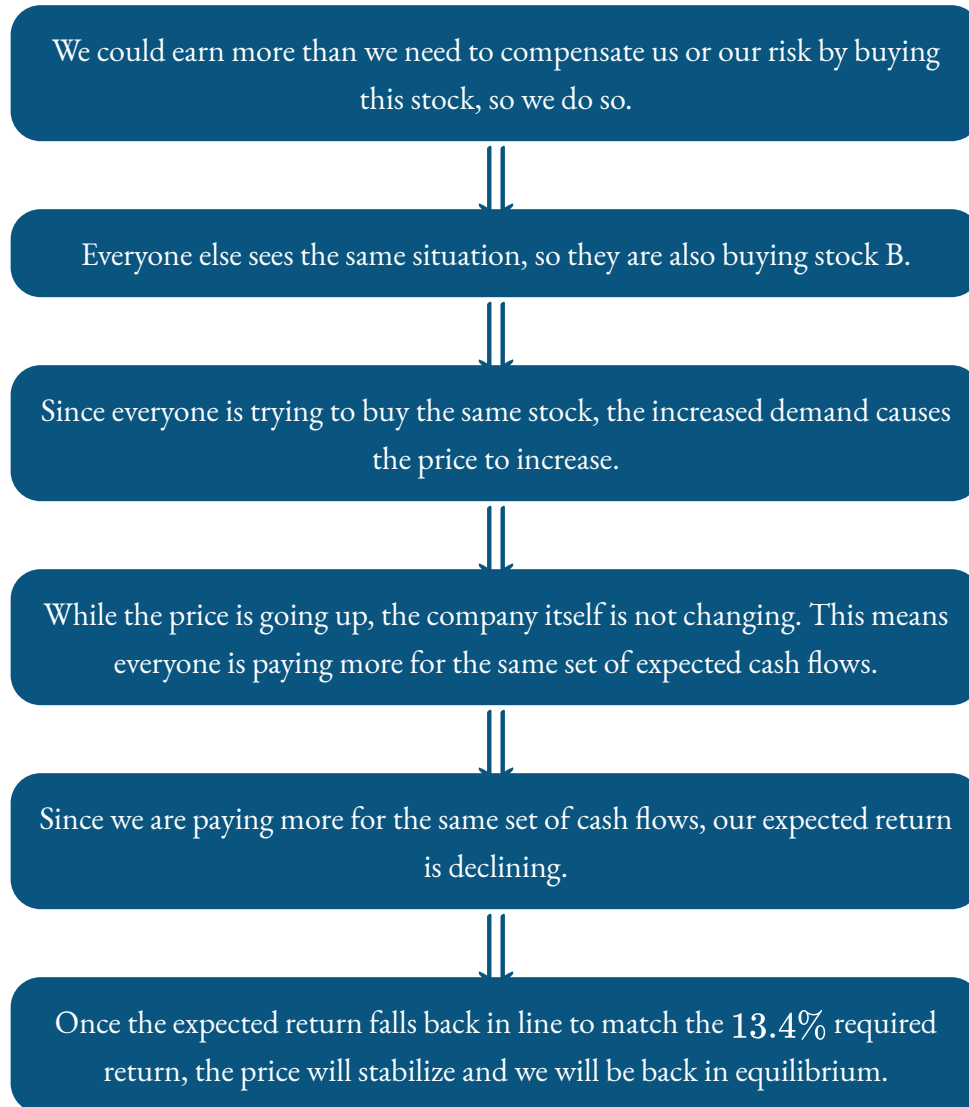 We could earn more than we need to compensate us or our risk by buying
this stock, so we do so.
Everyone else sees the same situation, so they are also buying stock B.
Since everyone is trying to buy the same stock, the increased demand causes
the price to increase.
While the price is going up, the company itself is not changing. This means
everyone is paying more for the same set of expected cash flows.
Since we are paying more for the same set of cash flows, our expected return
is declining.
Once the expected return falls back in line to match the 13.4% required
return, the price will stabilize and we will be back in equilibrium.